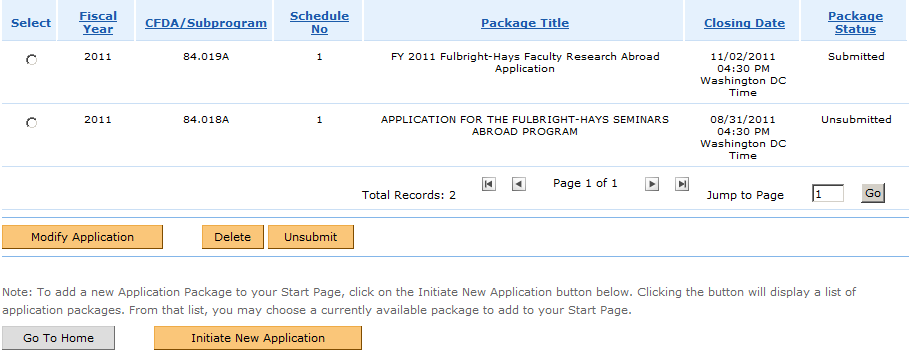 Select Fiscal Year CFDA/Subprogram Schedule No Package Title Closing Date Package Status
2011 84.019A 1 FY 2011 Fulbright-Hays Faculty Research Abroad Application 11/02/2011 04:30 PM Washington DC Time Submitted
2011 84.018A 1 APPLICATION FOR THE FULBRIGHT-HAYS SEMINARS ABROAD PROGRAM 08/31/2011 04:30 PM Washington DC Time Unsubmitted
Total Records: 2 Page 1 of 1 Jump to Page 1 Go
Modify Application Delete Unsubmit
Note: To add a new Application Package to your Start Page, click on the Initiate New Application button below. Clicking the button will display a list of
application packages. From that list, you may choose a currently available package to add to your Start Page.
Go To Home Initiate New Application